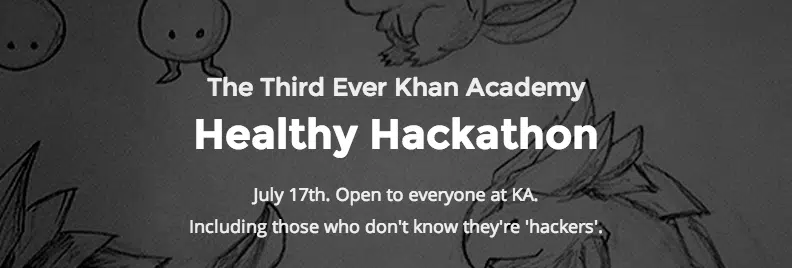 The Third Ever Khan Academy
Healthy Hackathon
July 17th. Open to everyone at KA.
Including those who don't know they're 'hackers'.